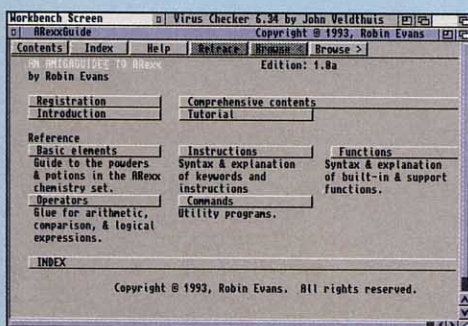 Workbench Screen Virus Checker 6.34 by John Veldthuis
ARexxGuide Copyright © 1993, Robin Evans
Contents Index Help Retrace Browse < Browse >
AN AMIGAGUIDE® TO ARexx Edition: 1.0a
by Robin Evans
Registration Comprehensive contents
Introduction Tutorial
Reference
Basic elements Instructions Functions
Guide to the powders Syntax & explanation Syntax & explanation
& potions in the ARexx of keywords and of built-in & support
chemistry set. instructions functions.
Operators Commands
Glue for arithmetic, Utility programs.
comparison, & logical
expressions.
INDEX
Copyright © 1993, Robin Evans. All rights reserved.